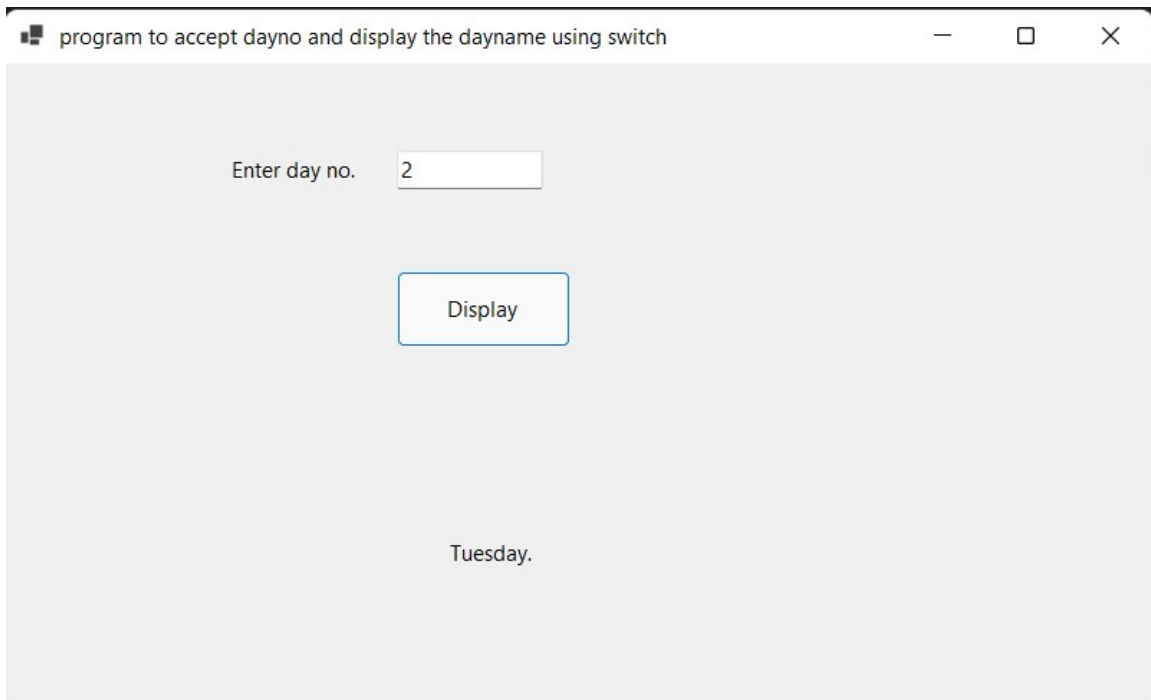 program to accept dayno and display the dayname using switch
Enter day no. 2
Display
Tuesday.